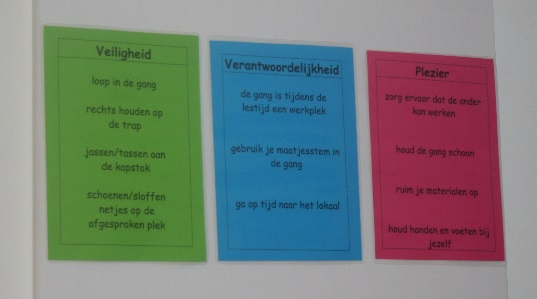 Veiligheid
loop in de gang
rechts houden op
de trap
jassen/tassen aan
de kapstok
schoenen/sloffen
netjes op de
afgesproken plek
Verantwoordelijkheid
de gang is tijdens de
lestijd een werkplek
gebruik je maatjesstem in
de gang
ga op tijd naar het lokaal
Plezier
zorg ervoor dat de ander
kan werken
houd de gang schoon
ruim je materialen op
houd handen en voeten bij
jezelf